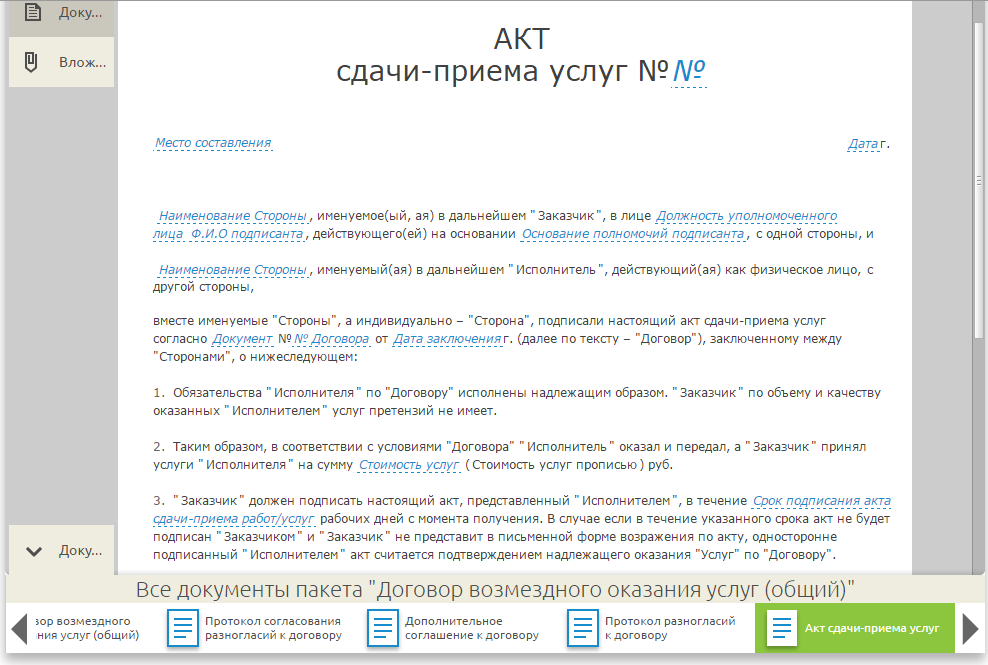 Доку...
Влож...
АКТ
сдачи-приема услуг №№
Место составления
Дата г.
Наименование Стороны, именуемое(ый, ая) в дальнейшем "Заказчик", в лице Должность уполномоченного
лица Ф.И.О подписанта, действующего(ей) на основании Основание полномочий подписанта, с одной стороны, и
Наименование Стороны, именуемый(ая) в дальнейшем "Исполнитель", действующий(ая) как физическое лицо, с
другой стороны,
вместе именуемые "Стороны", а индивидуально – "Сторона", подписали настоящий акт сдачи-приема услуг
согласно Документ №№ Договора от Дата заключения г. (далее по тексту – "Договор"), заключенному между
"Сторонами", о нижеследующем:
1. Обязательства "Исполнителя" по "Договору" исполнены надлежащим образом. "Заказчик" по объему и качеству
оказанных "Исполнителем" услуг претензий не имеет.
2. Таким образом, в соответствии с условиями "Договора" "Исполнитель" оказал и передал, а "Заказчик" принял
услуги "Исполнителя" на сумму Стоимость услуг (Стоимость услуг прописью) руб.
3. "Заказчик" должен подписать настоящий акт, представленный "Исполнителем", в течение Срок подписания акта
сдачи-приема работ/услуг рабочих дней с момента получения. В случае если в течение указанного срока акт не будет
подписан "Заказчиком" и "Заказчик" не представит в письменной форме возражения по акту, односторонне
подписанный "Исполнителем" акт считается подтверждением надлежащего оказания "Услуг" по "Договору".
Доку...
Все документы пакета "Договор возмездного оказания услуг (общий)"
вор возмездного
ния услуг (общий)
Протокол согласования
разногласий к договору
Дополнительное
соглашение к договору
Протокол разногласий
к договору
Акт сдачи-приема услуг